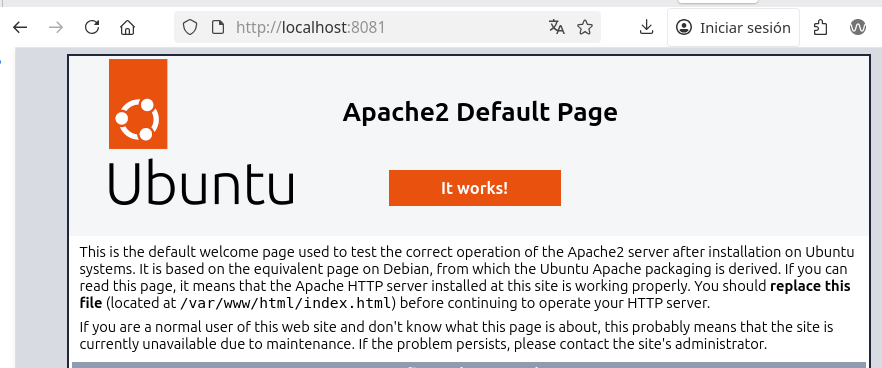 http://localhost:8081
Iniciar sesión
Apache2 Default Page
Ubuntu
It works!
This is the default welcome page used to test the correct operation of the Apache2 server after installation on Ubuntu
systems. It is based on the equivalent page on Debian, from which the Ubuntu Apache packaging is derived. If you can
read this page, it means that the Apache HTTP server installed at this site is working properly. You should replace this
file (located at /var/www/html/index.html) before continuing to operate your HTTP server.
If you are a normal user of this web site and don't know what this page is about, this probably means that the site is
currently unavailable due to maintenance. If the problem persists, please contact the site's administrator.